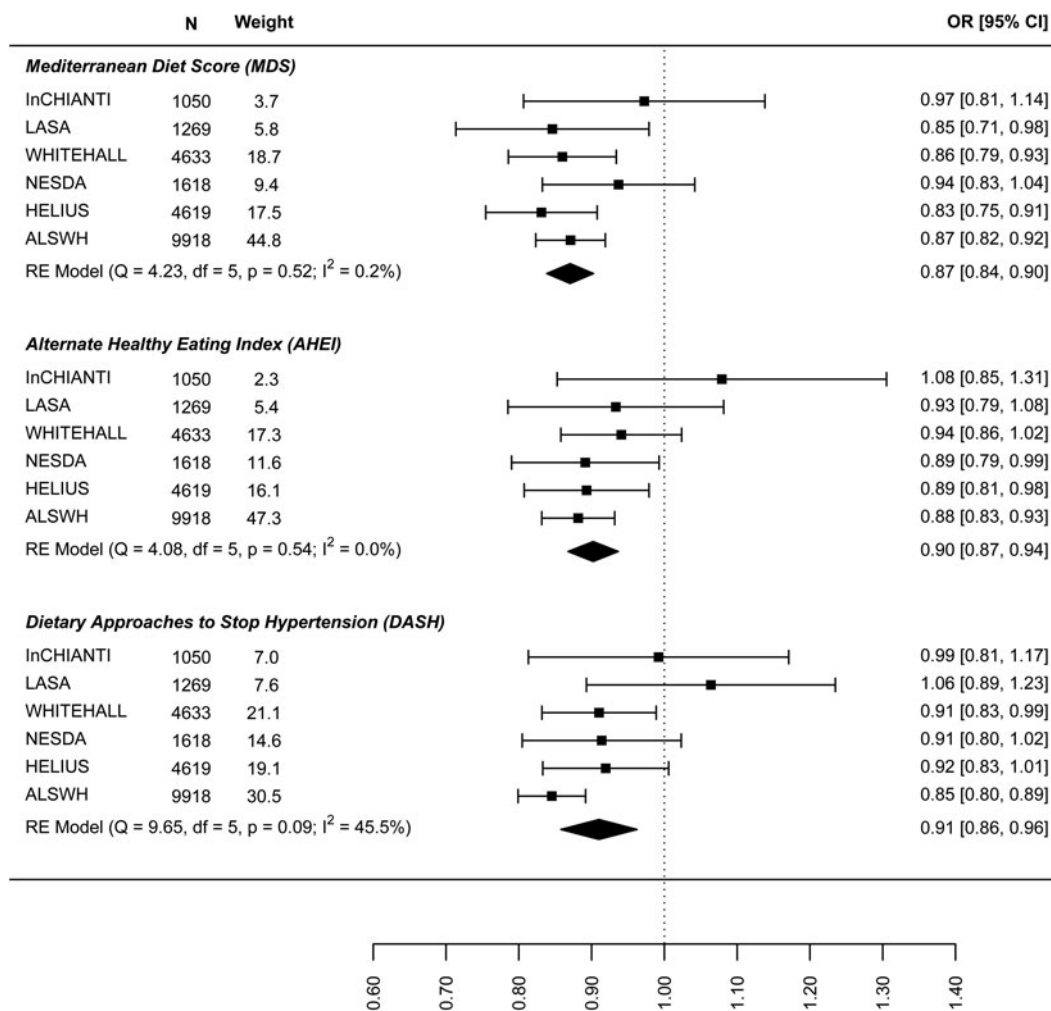 N Weight OR [95% CI]
Mediterranean Diet Score (MDS)
InCHIANTI 1050 3.7 0.97 [0.81, 1.14]
LASA 1269 5.8 0.85 [0.71, 0.98]
WHITEHALL 4633 18.7 0.86 [0.79, 0.93]
NESDA 1618 9.4 0.94 [0.83, 1.04]
HELIUS 4619 17.5 0.83 [0.75, 0.91]
ALSWH 9918 44.8 0.87 [0.82, 0.92]
RE Model (Q = 4.23, df = 5, p = 0.52; I² = 0.2%) 0.87 [0.84, 0.90]
Alternate Healthy Eating Index (AHEI)
InCHIANTI 1050 2.3 1.08 [0.85, 1.31]
LASA 1269 5.4 0.93 [0.79, 1.08]
WHITEHALL 4633 17.3 0.94 [0.86, 1.02]
NESDA 1618 11.6 0.89 [0.79, 0.99]
HELIUS 4619 16.1 0.89 [0.81, 0.98]
ALSWH 9918 47.3 0.88 [0.83, 0.93]
RE Model (Q = 4.08, df = 5, p = 0.54; I² = 0.0%) 0.90 [0.87, 0.94]
Dietary Approaches to Stop Hypertension (DASH)
InCHIANTI 1050 7.0 0.99 [0.81, 1.17]
LASA 1269 7.6 1.06 [0.89, 1.23]
WHITEHALL 4633 21.1 0.91 [0.83, 0.99]
NESDA 1618 14.6 0.91 [0.80, 1.02]
HELIUS 4619 19.1 0.92 [0.83, 1.01]
ALSWH 9918 30.5 0.85 [0.80, 0.89]
RE Model (Q = 9.65, df = 5, p = 0.09; I² = 45.5%) 0.91 [0.86, 0.96]
0.60 0.70 0.80 0.90 1.00 1.10 1.20 1.30 1.40